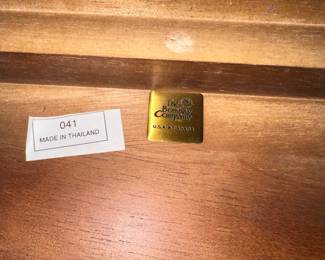 041
MADE IN THAILAND
The
Bombay
Company